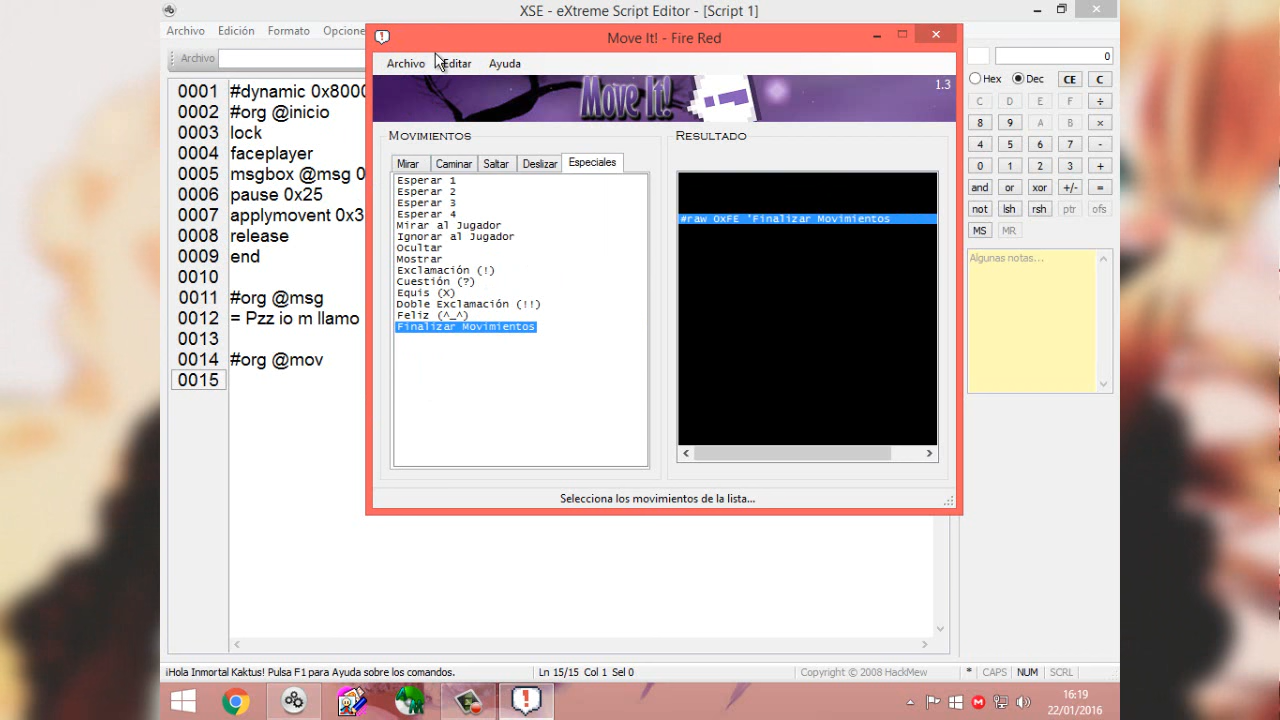 XSE - eXtreme Script Editor - [Script 1]
Archivo Edición Formato Opcione
Archivo
0001 #dynamic 0x8000
0002 #org @inicio
0003 lock
0004 faceplayer
0005 msgbox @msg 0
0006 pause 0x25
0007 applymovent 0x3
0008 release
0009 end
0010
0011 #org @msg
0012 = Pzz io m llamo
0013
0014 #org @mov
0015
Move It! - Fire Red
Archivo Editar Ayuda
Move It!
1.3
Movimientos
Mirar Caminar Saltar Deslizar Especiales
Esperar 1
Esperar 2
Esperar 3
Esperar 4
Mirar al Jugador
Ignorar al Jugador
Ocultar
Mostrar
Exclamación (!)
Cuestión (?)
Equis (X)
Doble Exclamación (!!)
Feliz (^_^)
Finalizar Movimientos
Resultado
#raw 0xFE 'Finalizar Movimientos
Selecciona los movimientos de la lista...
0
Hex Dec CE C
C D E F ÷
8 9 A B ×
4 5 6 7 -
0 1 2 3 +
and or xor +/- =
not lsh rsh ptr ofs
MS MR
Algunas notas...
¡Hola Inmortal Kaktus! Pulsa F1 para Ayuda sobre los comandos.
Ln 15/15 Col 1 Sel 0
Copyright © 2008 HackMew
* CAPS NUM SCRL
16:19
22/01/2016